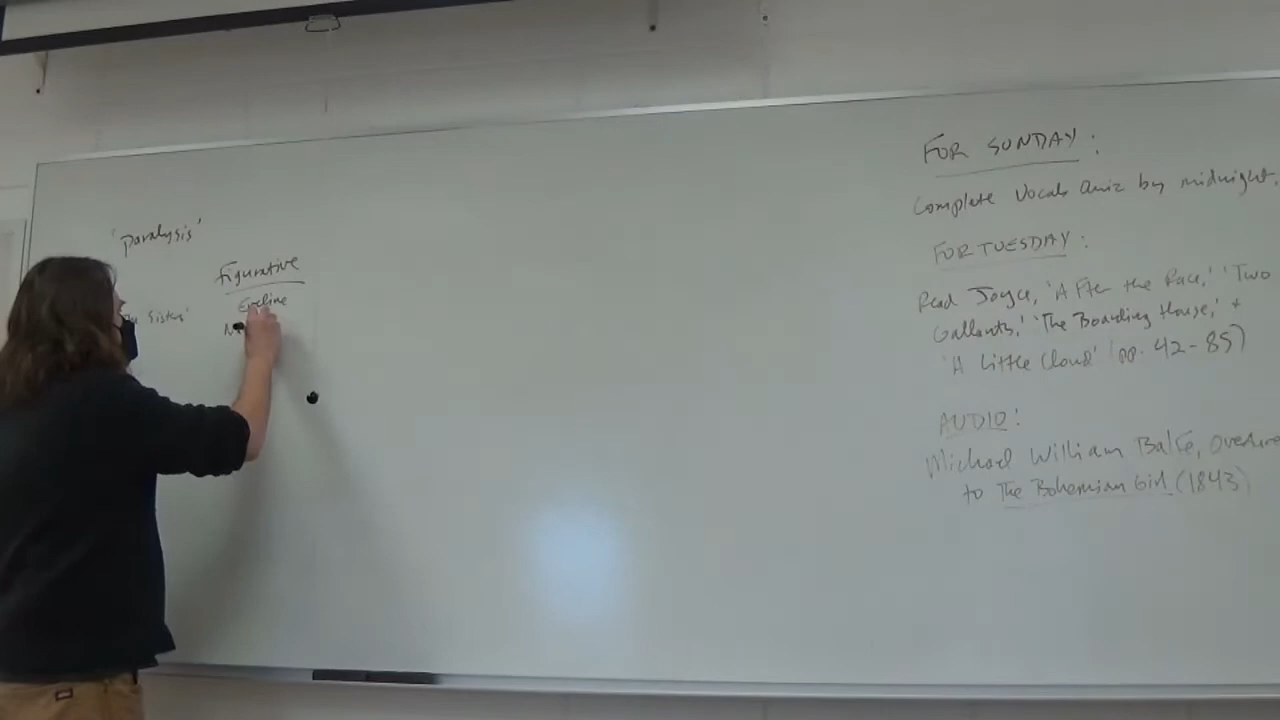 'paralysis'
Figurative
Eveline
Sisters'
FOR SUNDAY:
Complete Vocab Quiz by midnight.
FOR TUESDAY:
Read Joyce, 'After the Race,' 'Two
Gallants,' 'The Boarding House,' +
'A Little Cloud' (pp. 42-85)
AUDIO:
Michael William Balfe, Overture
to The Bohemian Girl (1843)